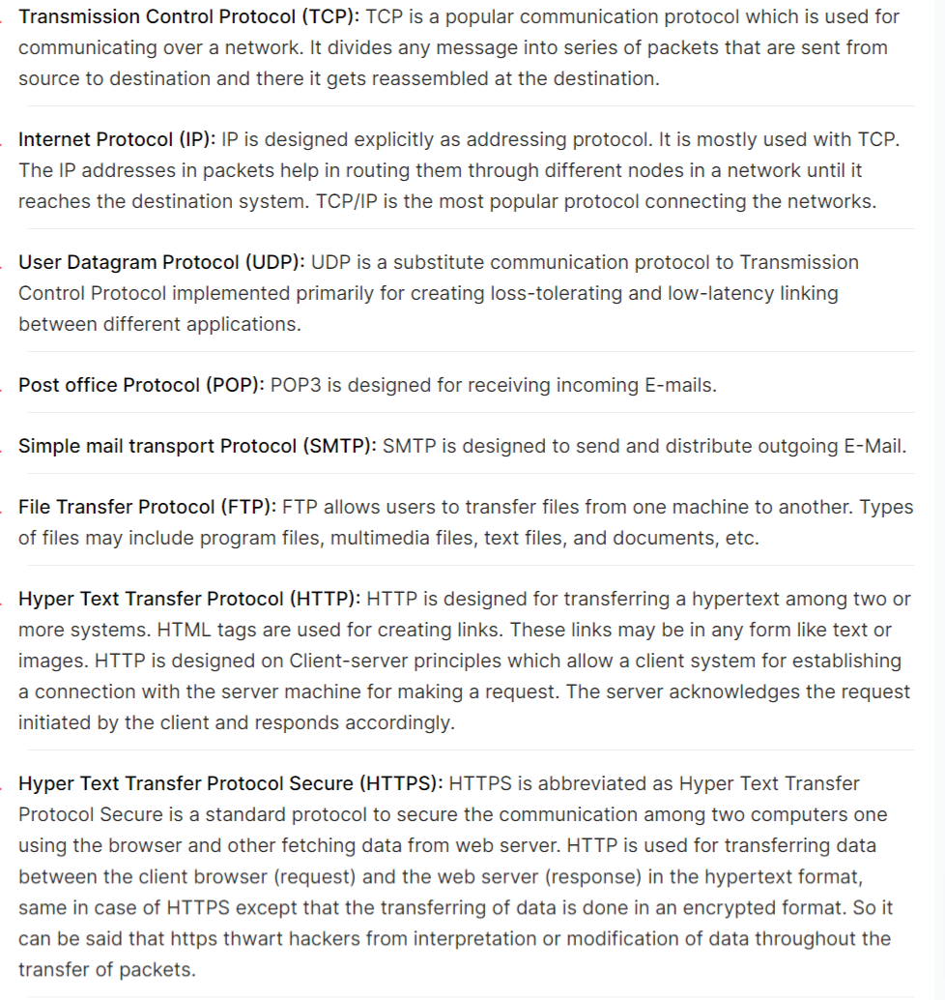 Transmission Control Protocol (TCP): TCP is a popular communication protocol which is used for
communicating over a network. It divides any message into series of packets that are sent from
source to destination and there it gets reassembled at the destination.
Internet Protocol (IP): IP is designed explicitly as addressing protocol. It is mostly used with TCP.
The IP addresses in packets help in routing them through different nodes in a network until it
reaches the destination system. TCP/IP is the most popular protocol connecting the networks.
User Datagram Protocol (UDP): UDP is a substitute communication protocol to Transmission
Control Protocol implemented primarily for creating loss-tolerating and low-latency linking
between different applications.
Post office Protocol (POP): POP3 is designed for receiving incoming E-mails.
Simple mail transport Protocol (SMTP): SMTP is designed to send and distribute outgoing E-Mail.
File Transfer Protocol (FTP): FTP allows users to transfer files from one machine to another. Types
of files may include program files, multimedia files, text files, and documents, etc.
Hyper Text Transfer Protocol (HTTP): HTTP is designed for transferring a hypertext among two or
more systems. HTML tags are used for creating links. These links may be in any form like text or
images. HTTP is designed on Client-server principles which allow a client system for establishing
a connection with the server machine for making a request. The server acknowledges the request
initiated by the client and responds accordingly.
Hyper Text Transfer Protocol Secure (HTTPS): HTTPS is abbreviated as Hyper Text Transfer
Protocol Secure is a standard protocol to secure the communication among two computers one
using the browser and other fetching data from web server. HTTP is used for transferring data
between the client browser (request) and the web server (response) in the hypertext format,
same in case of HTTPS except that the transferring of data is done in an encrypted format. So it
can be said that https thwart hackers from interpretation or modification of data throughout the
transfer of packets.